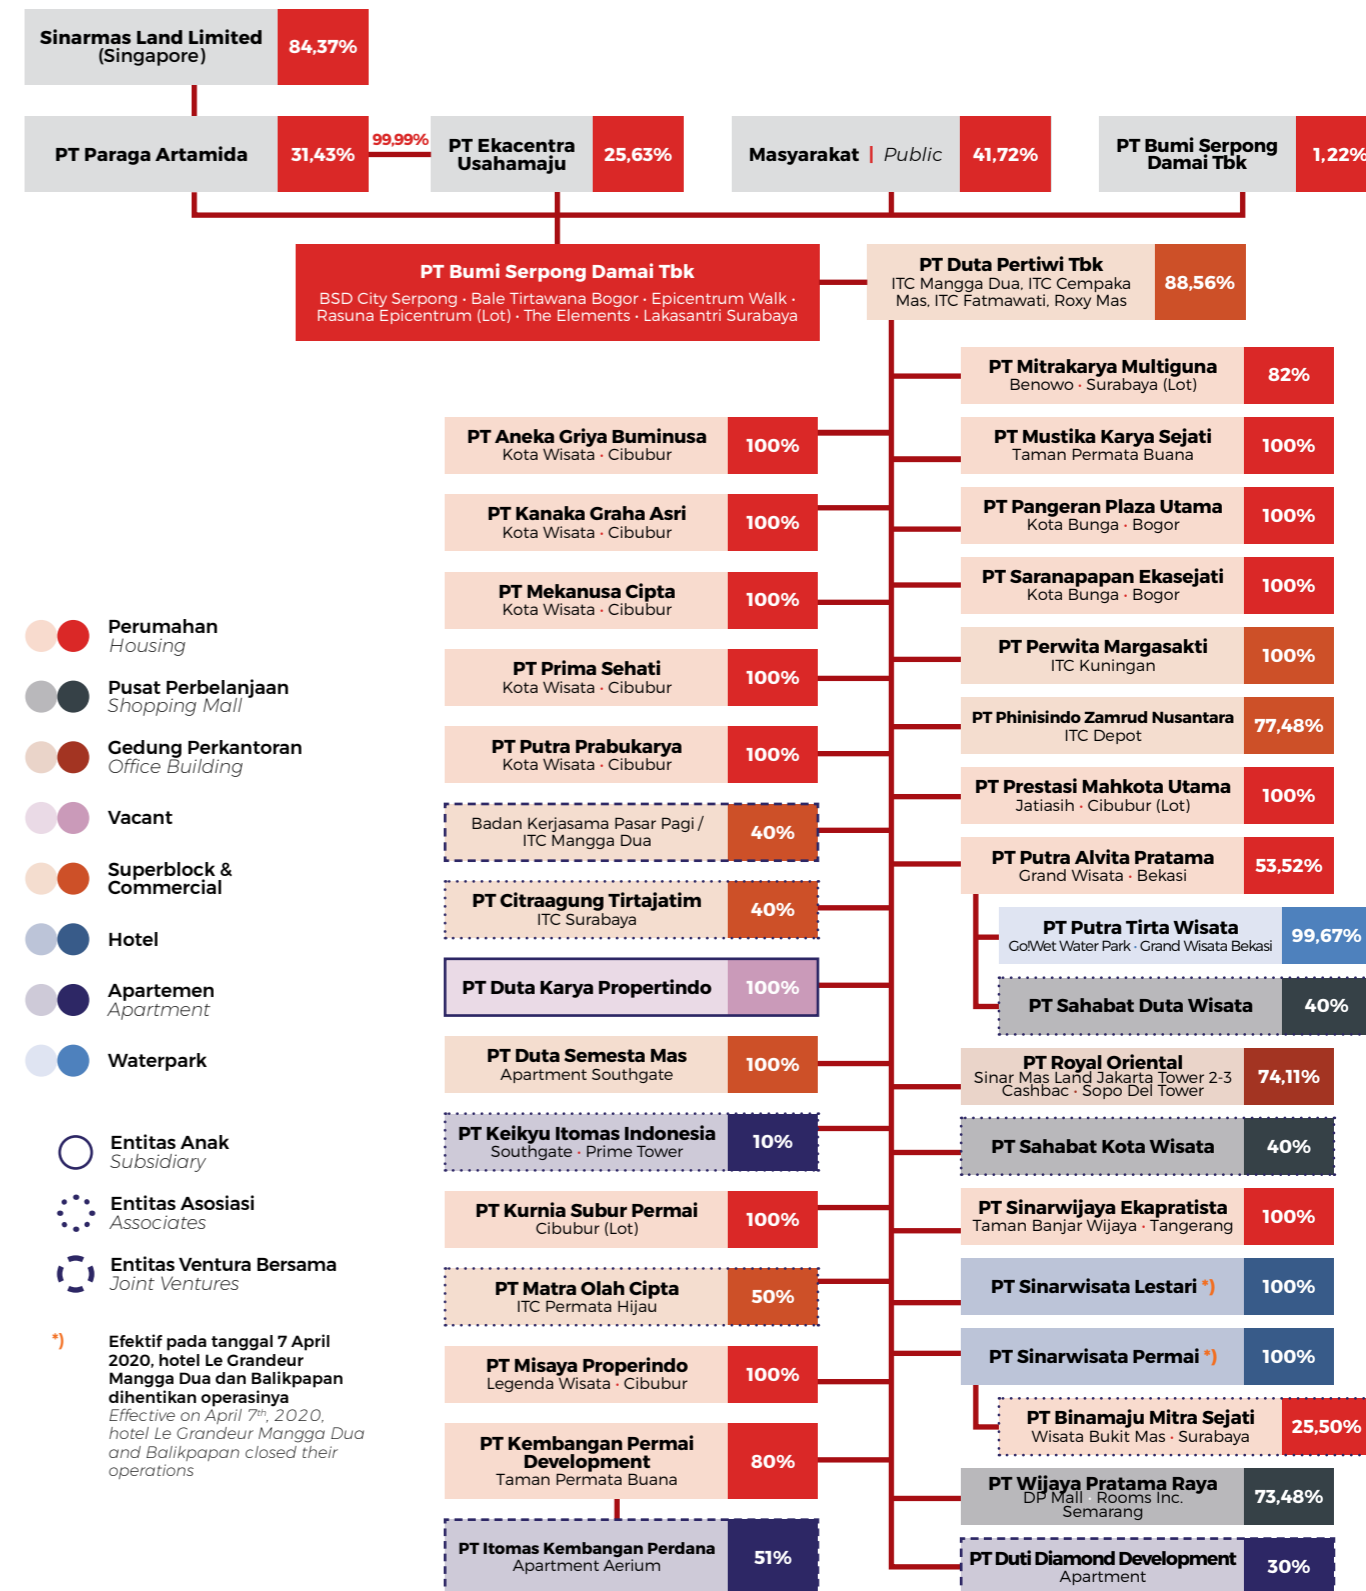 Sinarmas Land Limited
(Singapore)
84,37%
PT Paraga Artamida
31,43%
99,99%
PT Ekacentra
Usahamaju
25,63%
Masyarakat | Public
41,72%
PT Bumi Serpong
Damai Tbk
1,22%
PT Bumi Serpong Damai Tbk
BSD City Serpong · Bale Tirtawana Bogor · Epicentrum Walk ·
Rasuna Epicentrum (Lot) · The Elements · Lakasantri Surabaya
PT Duta Pertiwi Tbk
ITC Mangga Dua, ITC Cempaka
Mas, ITC Fatmawati, Roxy Mas
88,56%
PT Aneka Griya Buminusa
Kota Wisata · Cibubur
100%
PT Kanaka Graha Asri
Kota Wisata · Cibubur
100%
PT Mekanusa Cipta
Kota Wisata · Cibubur
100%
PT Prima Sehati
Kota Wisata · Cibubur
100%
PT Putra Prabukarya
Kota Wisata · Cibubur
100%
Badan Kerjasama Pasar Pagi /
ITC Mangga Dua
40%
PT Citraagung Tirtajatim
ITC Surabaya
40%
PT Duta Karya Propertindo
100%
PT Duta Semesta Mas
Apartment Southgate
100%
PT Keikyu Itomas Indonesia
Southgate · Prime Tower
10%
PT Kurnia Subur Permai
Cibubur (Lot)
100%
PT Matra Olah Cipta
ITC Permata Hijau
50%
PT Misaya Properindo
Legenda Wisata · Cibubur
100%
PT Kembangan Permai
Development
Taman Permata Buana
80%
PT Itomas Kembangan Perdana
Apartment Aerium
51%
PT Mitrakarya Multiguna
Benowo · Surabaya (Lot)
82%
PT Mustika Karya Sejati
Taman Permata Buana
100%
PT Pangeran Plaza Utama
Kota Bunga · Bogor
100%
PT Saranapapan Ekasejati
Kota Bunga · Bogor
100%
PT Perwita Margasakti
ITC Kuningan
100%
PT Phinisindo Zamrud Nusantara
ITC Depot
77,48%
PT Prestasi Mahkota Utama
Jatiasih · Cibubur (Lot)
100%
PT Putra Alvita Pratama
Grand Wisata · Bekasi
53,52%
PT Putra Tirta Wisata
Go!Wet Water Park · Grand Wisata Bekasi
99,67%
PT Sahabat Duta Wisata
40%
PT Royal Oriental
Sinar Mas Land Jakarta Tower 2-3
Cashbac · Sopo Del Tower
74,11%
PT Sahabat Kota Wisata
40%
PT Sinarwijaya Ekapratista
Taman Banjar Wijaya · Tangerang
100%
PT Sinarwisata Lestari *)
100%
PT Sinarwisata Permai *)
100%
PT Binamaju Mitra Sejati
Wisata Bukit Mas · Surabaya
25,50%
PT Wijaya Pratama Raya
DP Mall · Rooms Inc.
Semarang
73,48%
PT Duti Diamond Development
Apartment
30%
Perumahan
Housing
Pusat Perbelanjaan
Shopping Mall
Gedung Perkantoran
Office Building
Vacant
Superblock &
Commercial
Hotel
Apartemen
Apartment
Waterpark
Entitas Anak
Subsidiary
Entitas Asosiasi
Associates
Entitas Ventura Bersama
Joint Ventures
*) Efektif pada tanggal 7 April
2020, hotel Le Grandeur
Mangga Dua dan Balikpapan
dihentikan operasinya
Effective on April 7th, 2020,
hotel Le Grandeur Mangga Dua
and Balikpapan closed their
operations